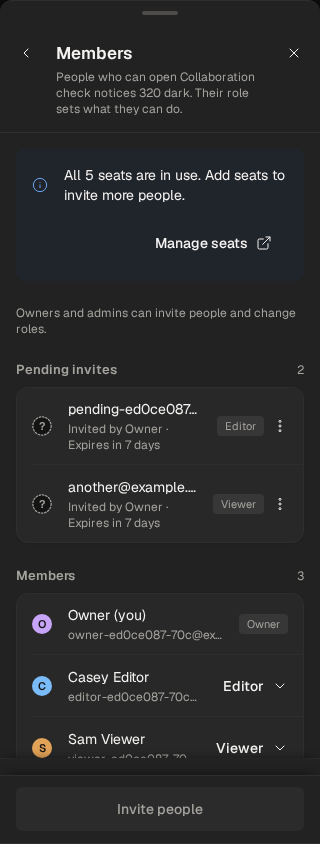 Members
People who can open Collaboration
check notices 320 dark. Their role
sets what they can do.
All 5 seats are in use. Add seats to
invite more people.
Manage seats
Owners and admins can invite people and change
roles.
Pending invites 2
?
pending-ed0ce087...
Invited by Owner ·
Expires in 7 days
Editor
?
another@example....
Invited by Owner ·
Expires in 7 days
Viewer
Members 3
O
Owner (you)
owner-ed0ce087-70c@ex...
Owner
C
Casey Editor
editor-ed0ce087-70c...
Editor
S
Sam Viewer
Viewer
Invite people